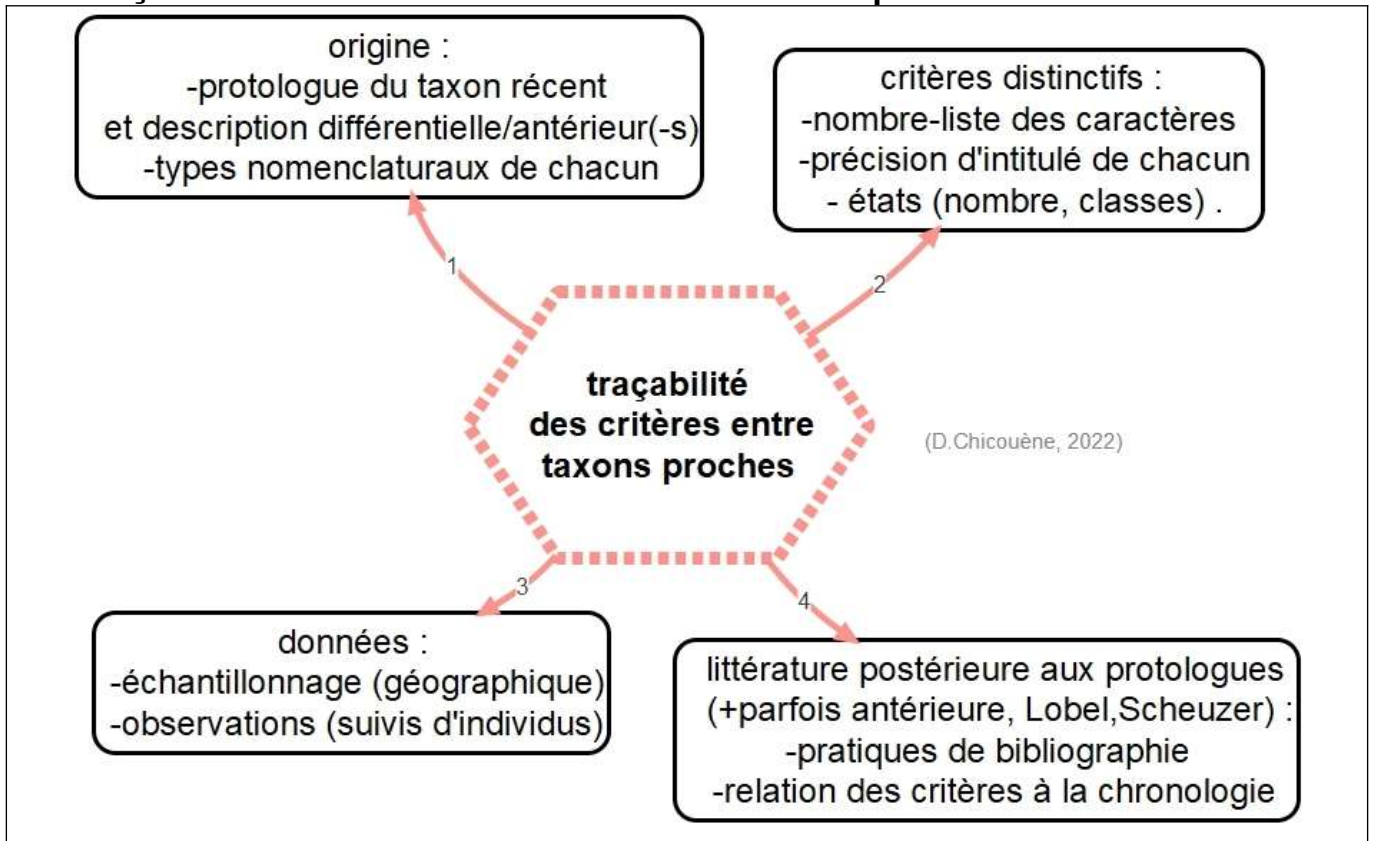 origine :
-protologue du taxon récent
et description différentielle/antérieur(-s)
-types nomenclaturaux de chacun
critères distinctifs :
-nombre-liste des caractères
-précision d'intitulé de chacun
- états (nombre, classes) .
1
2
traçabilité
des critères entre
taxons proches
(D.Chicouène, 2022)
3
4
données :
-échantillonnage (géographique)
-observations (suivis d'individus)
littérature postérieure aux protologues
(+parfois antérieure, Lobel,Scheuzer) :
-pratiques de bibliographie
-relation des critères à la chronologie